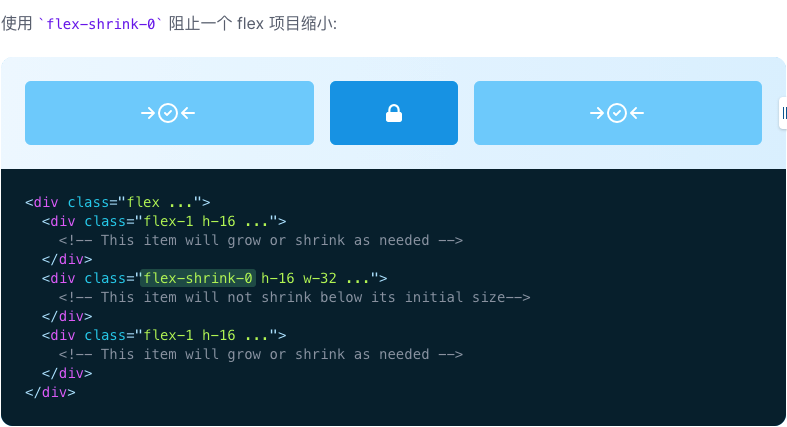 使用 `flex-shrink-0` 阻止一个 flex 项目缩小:
<div class="flex ...">
  <div class="flex-1 h-16 ...">
    <!-- This item will grow or shrink as needed -->
  </div>
  <div class="flex-shrink-0 h-16 w-32 ...">
    <!-- This item will not shrink below its initial size-->
  </div>
  <div class="flex-1 h-16 ...">
    <!-- This item will grow or shrink as needed -->
  </div>
</div>